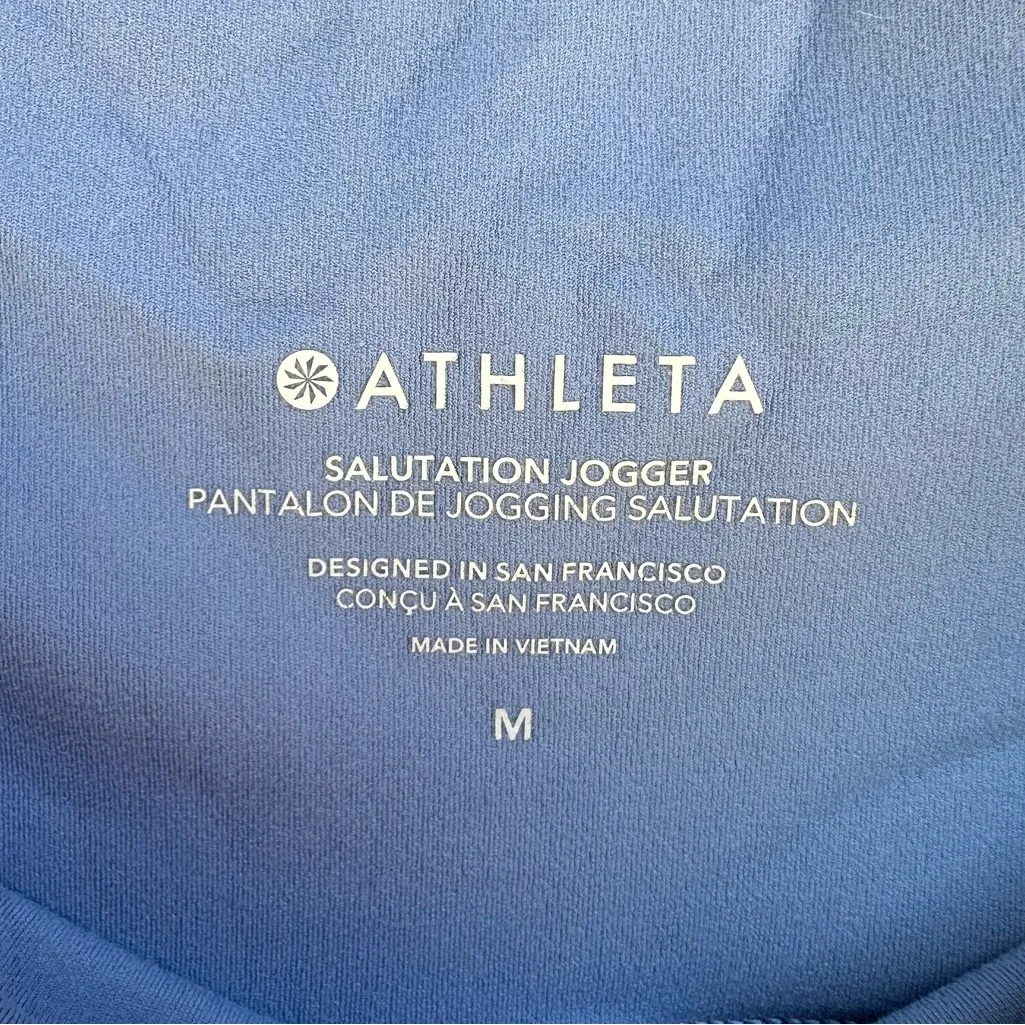 ATHLETA
SALUTATION JOGGER
PANTALON DE JOGGING SALUTATION
DESIGNED IN SAN FRANCISCO
CONÇU À SAN FRANCISCO
MADE IN VIETNAM
M